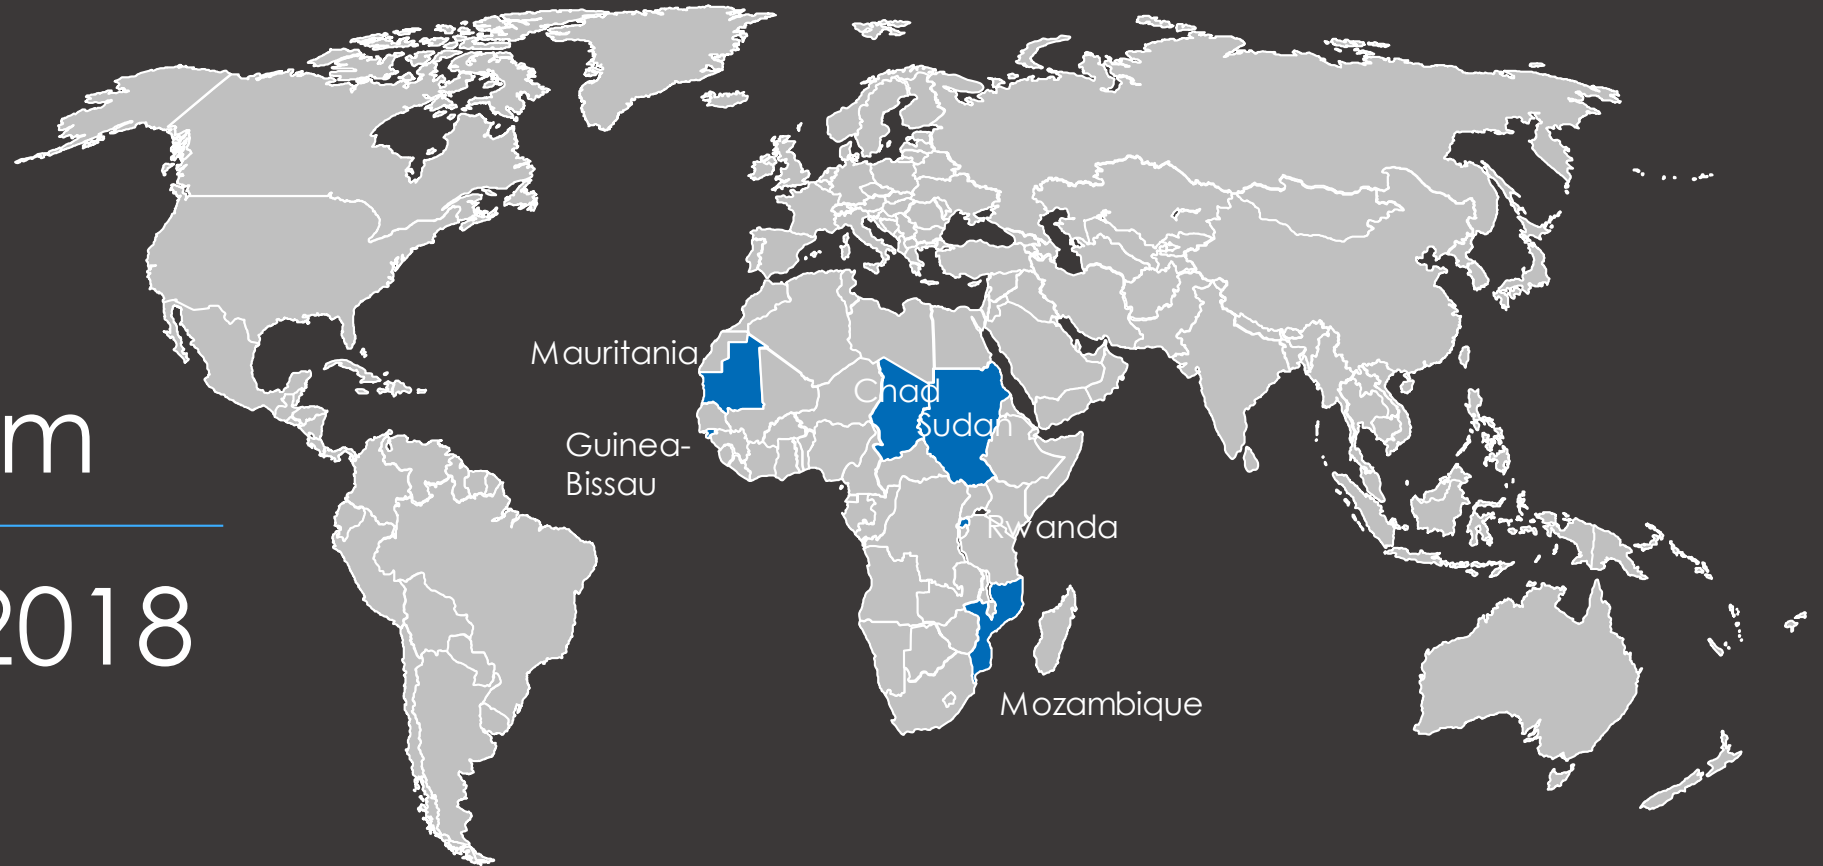 m
2018
Mauritania
Chad
Sudan
Guinea-
Bissau
Rwanda
Mozambique